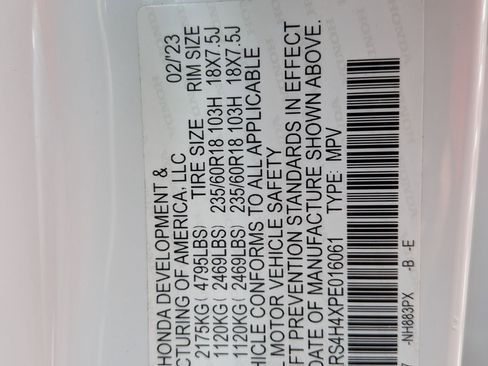 HONDA DEVELOPMENT & 02/'23
CTURING OF AMERICA, LLC
TIRE SIZE RIM SIZE
2175KG( 4795LBS)
1120KG( 2469LBS) 235/60R18 103H 18X7.5J
1120KG( 2469LBS) 235/60R18 103H 18X7.5J
HICLE CONFORMS TO ALL APPLICABLE
L MOTOR VEHICLE SAFETY
FT PREVENTION STANDARDS IN EFFECT
DATE OF MANUFACTURE SHOWN ABOVE.
RS4H4XPE016061 TYPE: MPV
-NH883PX -B -E